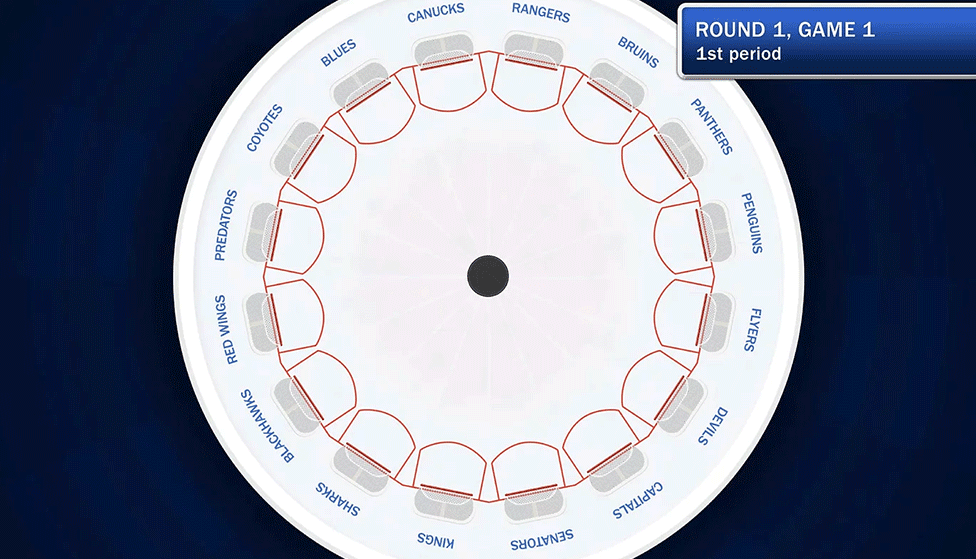 ROUND 1, GAME 1
1st period
CANUCKS
RANGERS
BRUINS
PANTHERS
PENGUINS
FLYERS
DEVILS
CAPITALS
SENATORS
KINGS
SHARKS
BLACKHAWKS
RED WINGS
PREDATORS
COYOTES
BLUES